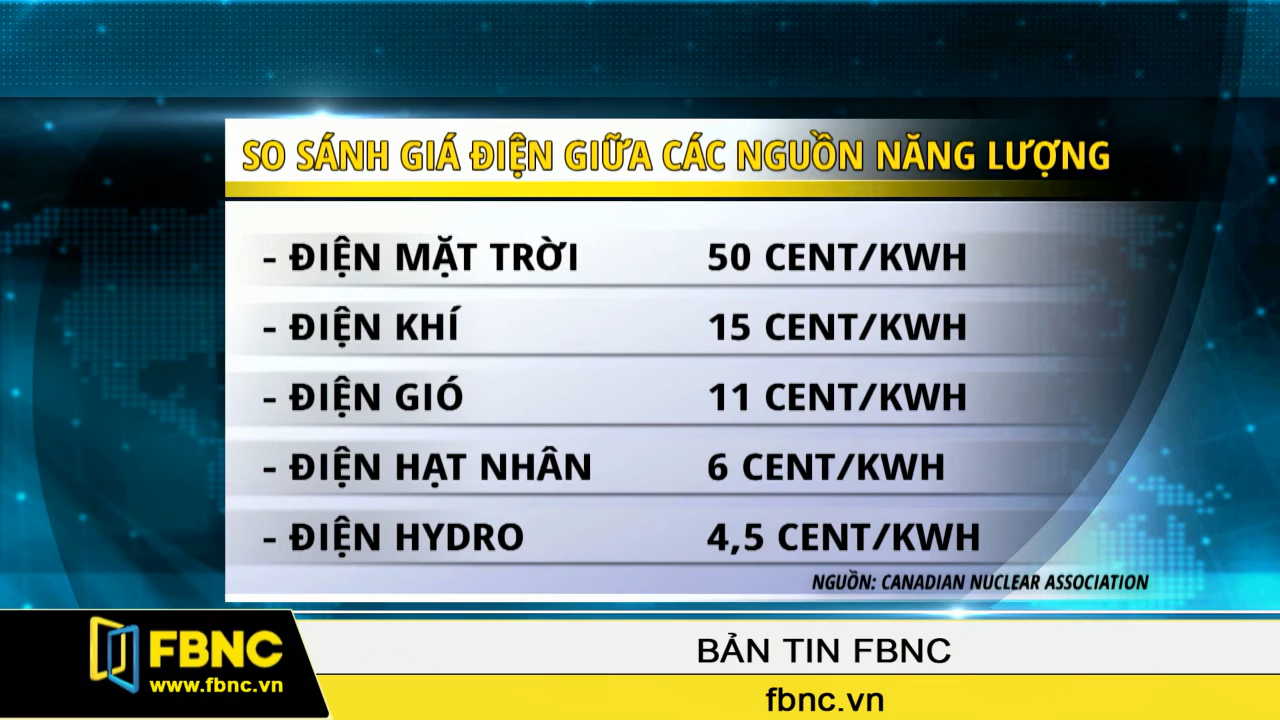 SO SÁNH GIÁ ĐIỆN GIỮA CÁC NGUỒN NĂNG LƯỢNG
- ĐIỆN MẶT TRỜI 50 CENT/KWH
- ĐIỆN KHÍ 15 CENT/KWH
- ĐIỆN GIÓ 11 CENT/KWH
- ĐIỆN HẠT NHÂN 6 CENT/KWH
- ĐIỆN HYDRO 4,5 CENT/KWH
NGUỒN: CANADIAN NUCLEAR ASSOCIATION
FBNC
www.fbnc.vn
BẢN TIN FBNC
fbnc.vn